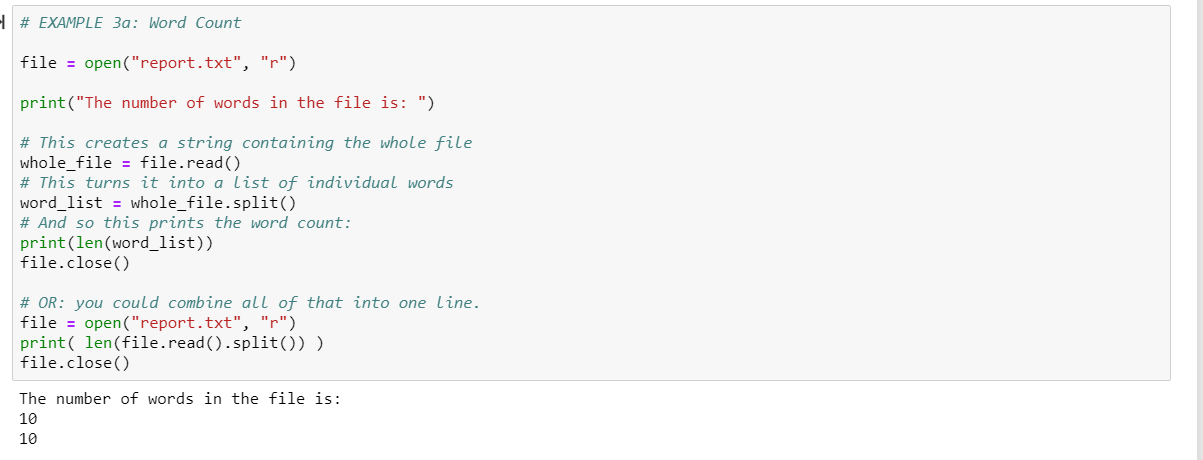 # EXAMPLE 3a: Word Count
file = open("report.txt", "r")
print("The number of words in the file is: ")
# This creates a string containing the whole file
whole_file = file.read()
# This turns it into a list of individual words
word_list = whole_file.split()
# And so this prints the word count:
print(len(word_list))
file.close()
# OR: you could combine all of that into one line.
file = open("report.txt", "r")
print( len(file.read().split()) )
file.close()
The number of words in the file is:
10
10